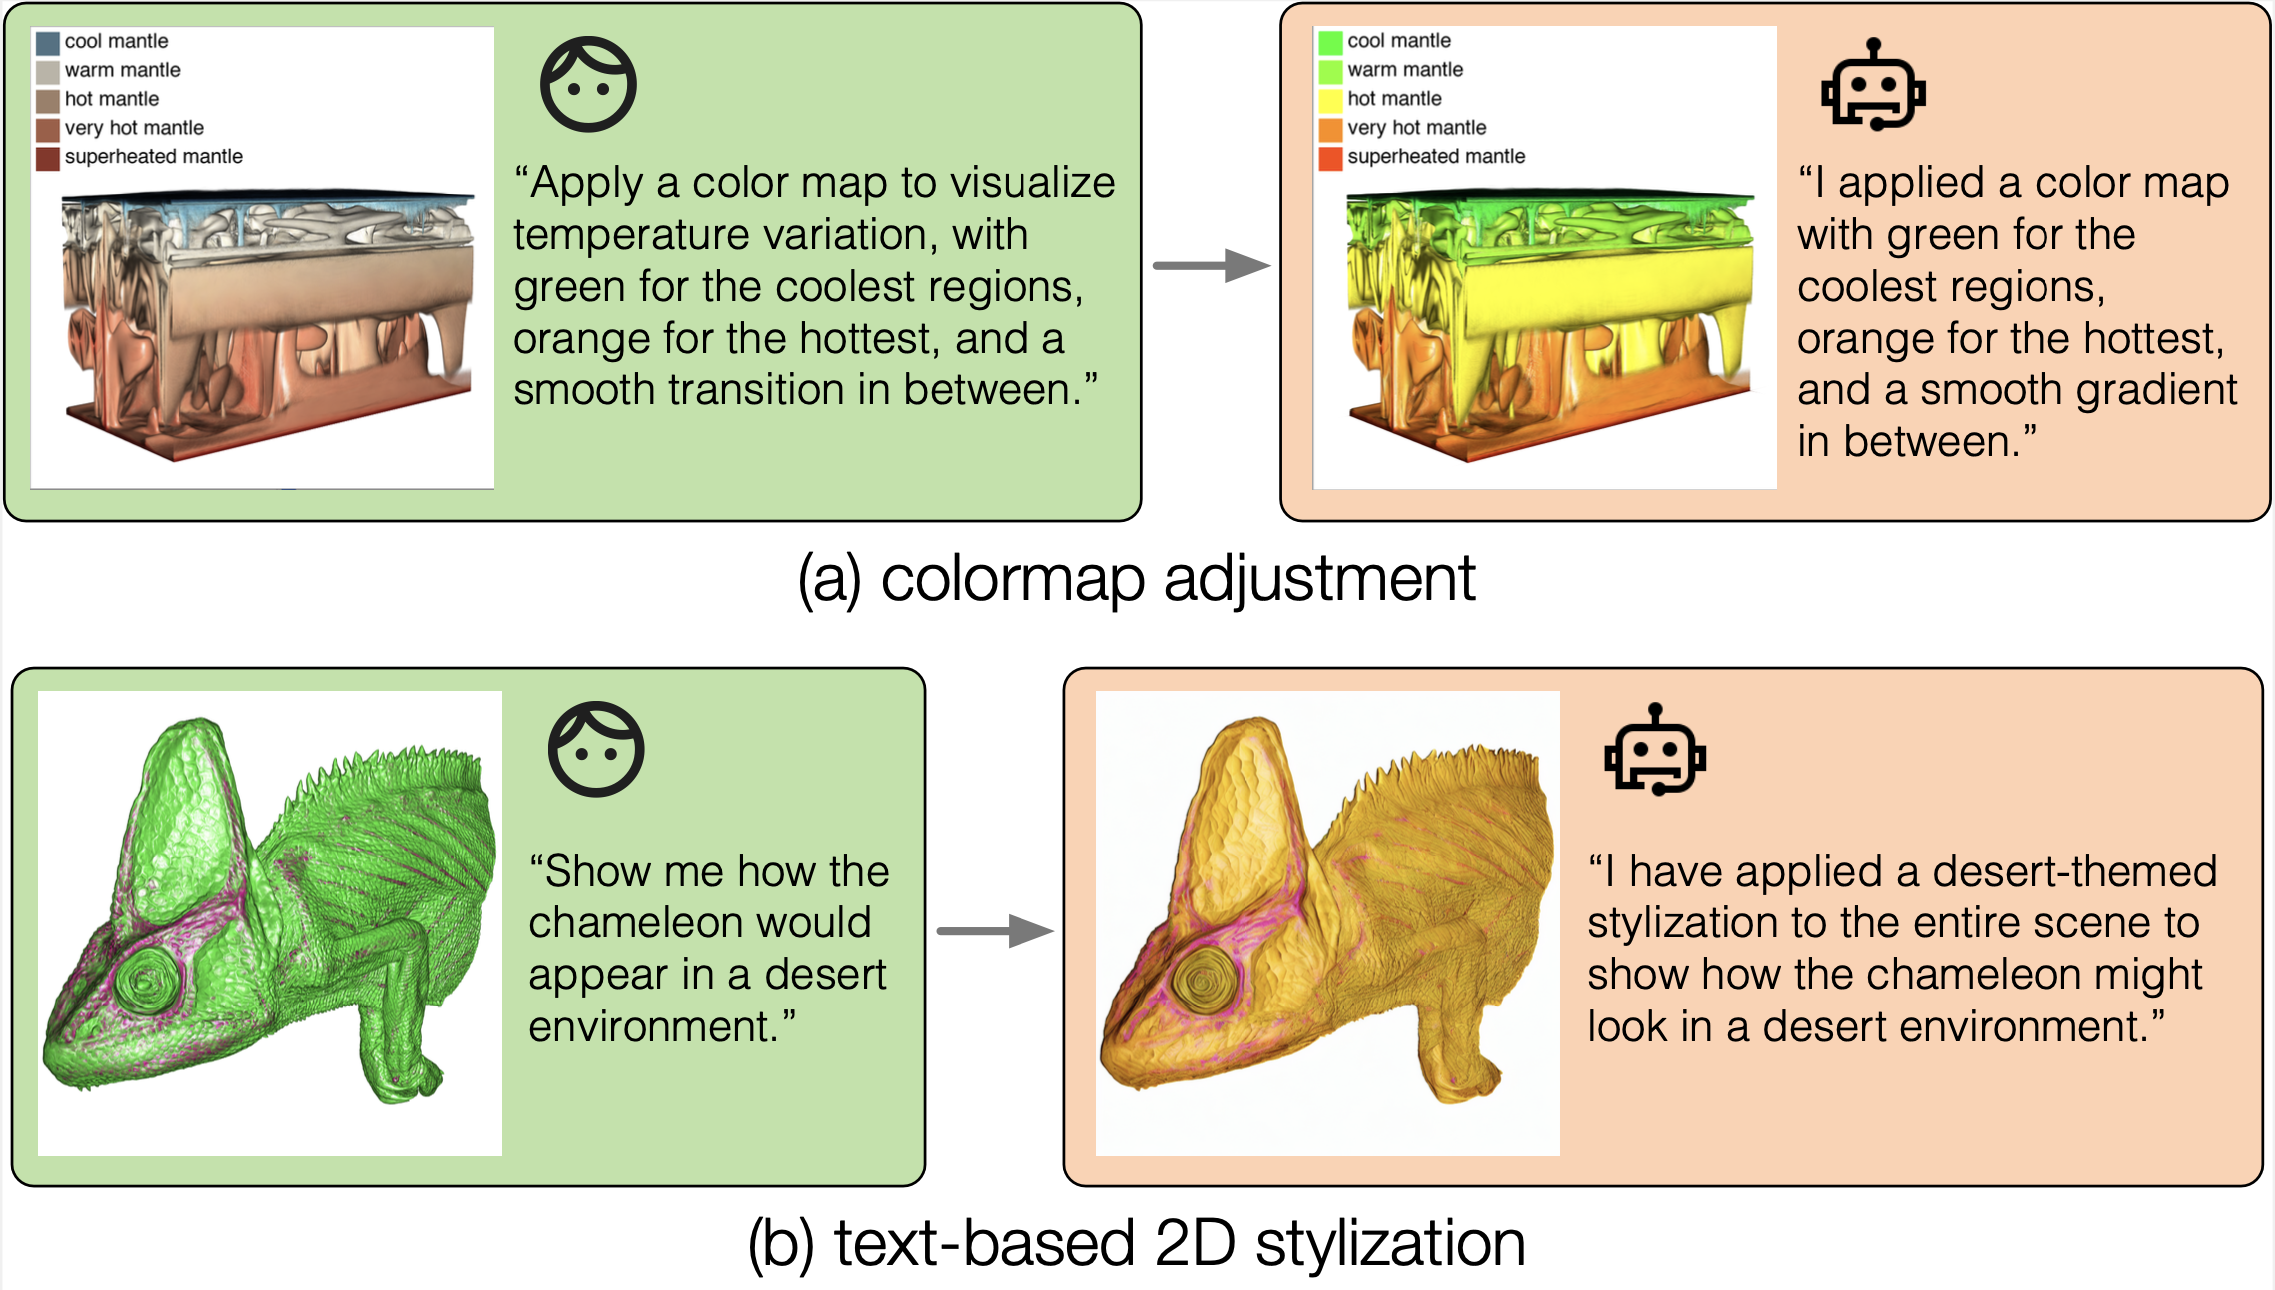 cool mantle
warm mantle
hot mantle
very hot mantle
superheated mantle
“Apply a color map to visualize
temperature variation, with
green for the coolest regions,
orange for the hottest, and a
smooth transition in between.”
cool mantle
warm mantle
hot mantle
very hot mantle
superheated mantle
“I applied a color map
with green for the
coolest regions,
orange for the hottest,
and a smooth gradient
in between.”
(a) colormap adjustment
“Show me how the
chameleon would
appear in a desert
environment.”
“I have applied a desert-themed
stylization to the entire scene to
show how the chameleon might
look in a desert environment.”
(b) text-based 2D stylization